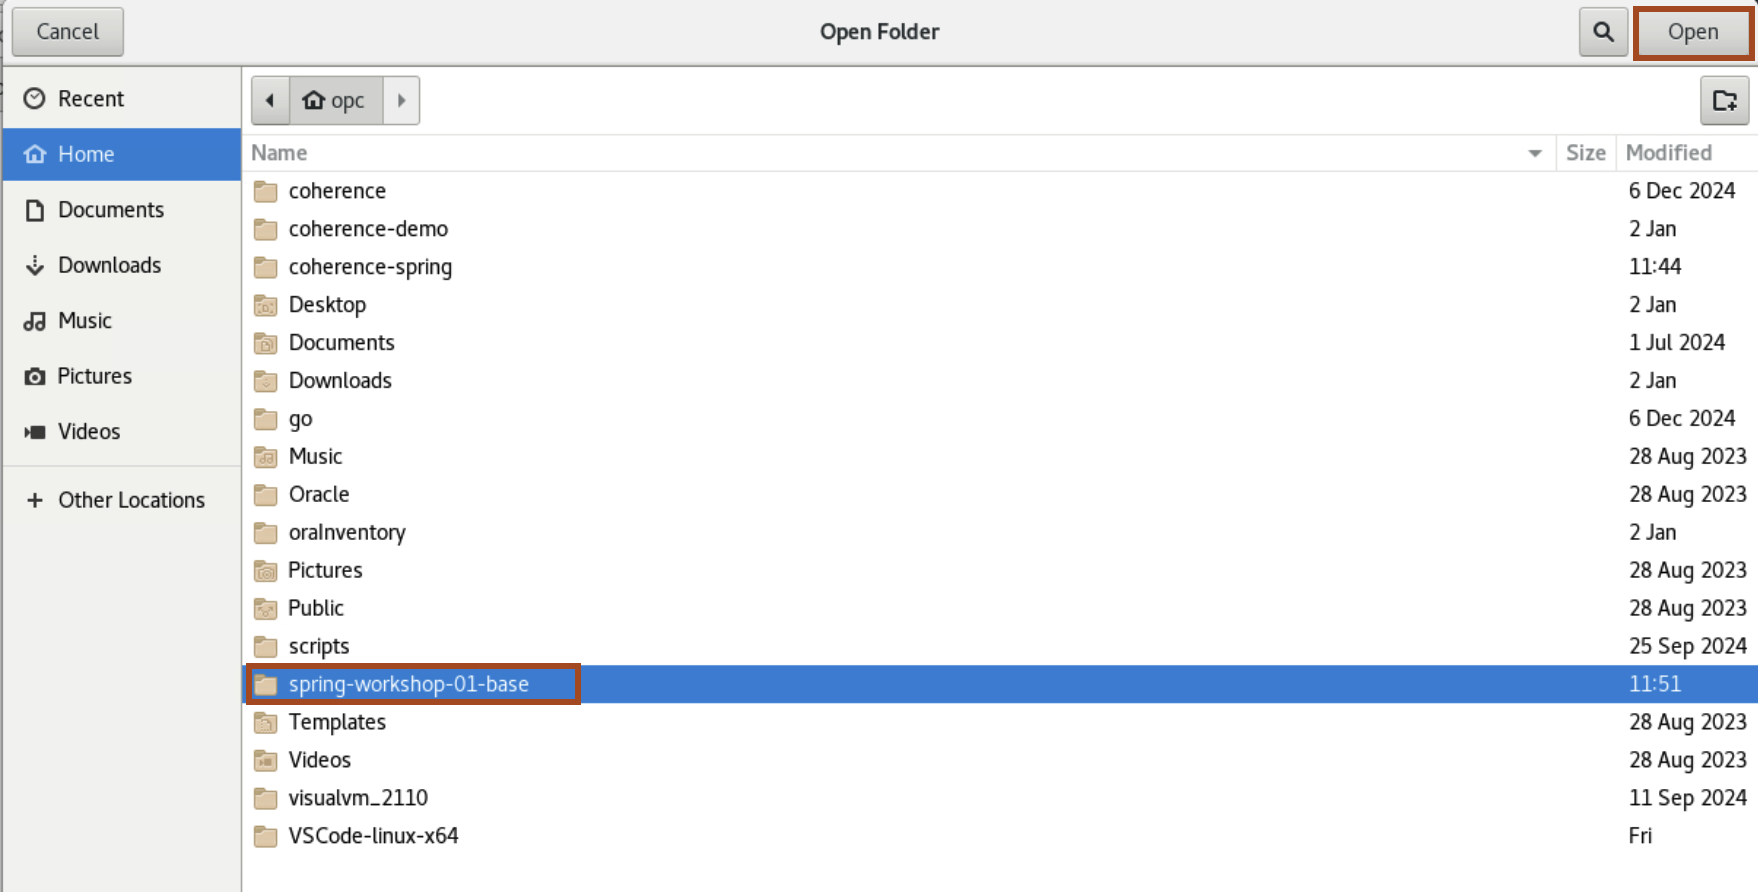 Cancel Open Folder Open
Recent
Home
Documents
Downloads
Music
Pictures
Videos
Other Locations
opc
Name Size Modified
coherence 6 Dec 2024
coherence-demo 2 Jan
coherence-spring 11:44
Desktop 2 Jan
Documents 1 Jul 2024
Downloads 2 Jan
go 6 Dec 2024
Music 28 Aug 2023
Oracle 28 Aug 2023
oraInventory 2 Jan
Pictures 28 Aug 2023
Public 28 Aug 2023
scripts 25 Sep 2024
spring-workshop-01-base 11:51
Templates 28 Aug 2023
Videos 28 Aug 2023
visualvm_2110 11 Sep 2024
VSCode-linux-x64 Fri